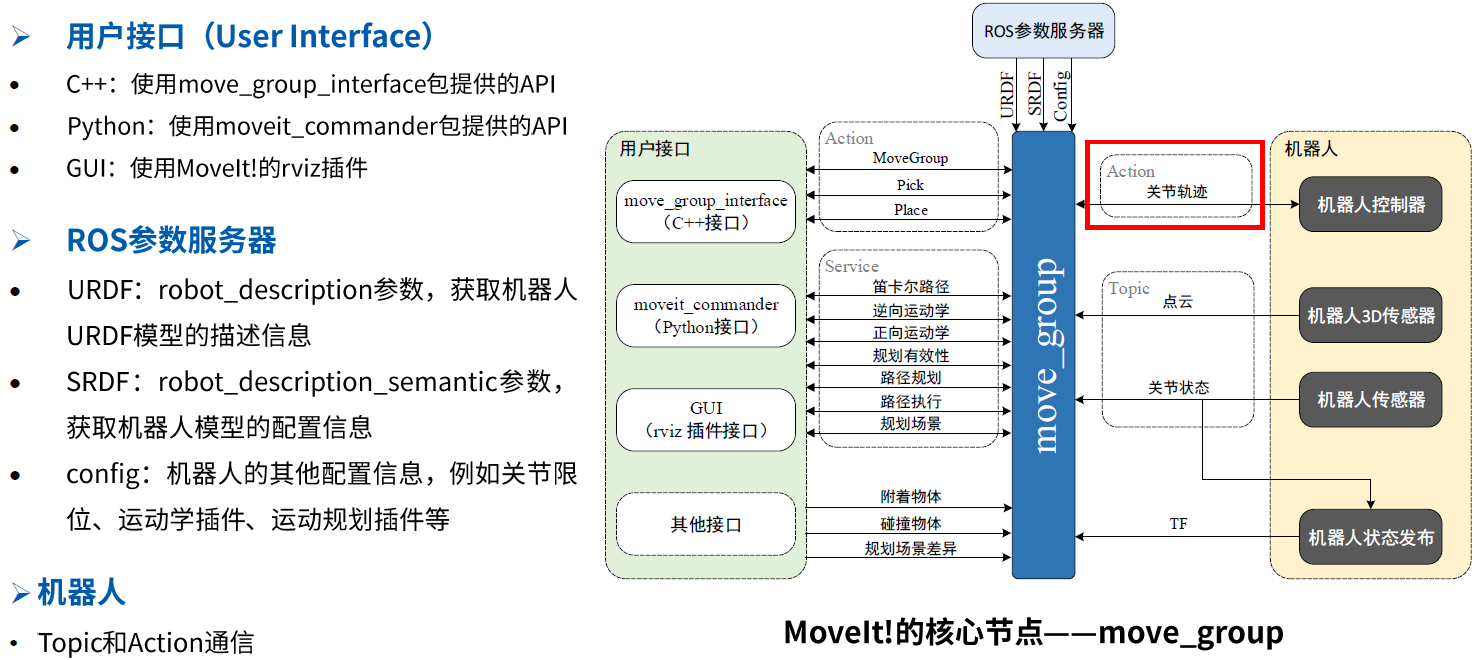 用户接口（User Interface）
C++：使用move_group_interface包提供的API
Python：使用moveit_commander包提供的API
GUI：使用MoveIt!的rviz插件
ROS参数服务器
URDF：robot_description参数，获取机器人
URDF模型的描述信息
SRDF：robot_description_semantic参数，
获取机器人模型的配置信息
config：机器人的其他配置信息，例如关节限
位、运动学插件、运动规划插件等
机器人
Topic和Action通信
ROS参数服务器
URDF
SRDF
Config
用户接口
move_group_interface
（C++接口）
moveit_commander
（Python接口）
GUI
（rviz 插件接口）
其他接口
Action
MoveGroup
Pick
Place
Service
笛卡尔路径
逆向运动学
正向运动学
规划有效性
路径规划
路径执行
规划场景
附着物体
碰撞物体
规划场景差异
move_group
Action
关节轨迹
Topic
点云
关节状态
TF
机器人
机器人控制器
机器人3D传感器
机器人传感器
机器人状态发布
MoveIt!的核心节点——move_group